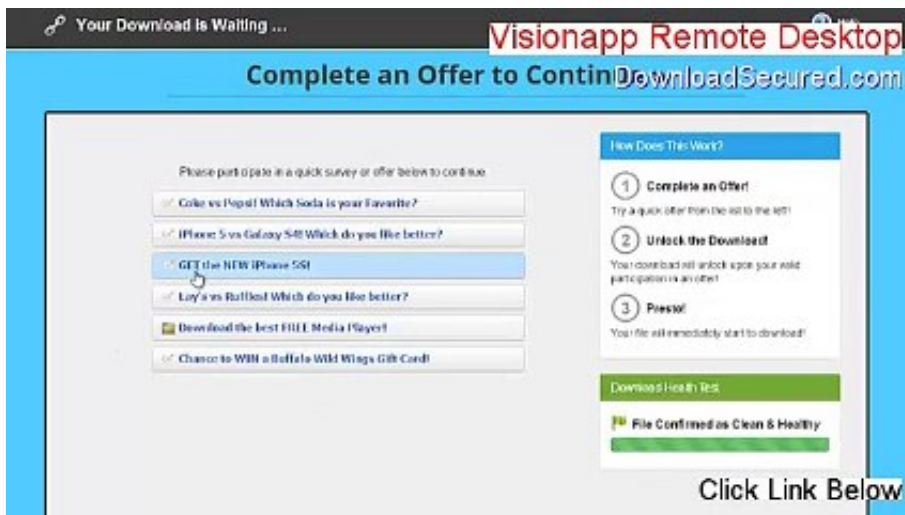 Your Download Is Waiting ...
Visionapp Remote Desktop
Complete an Offer to Continue
DownloadSecured.com
Please participate in a quick survey or offer below to continue
Coke vs Pepsi! Which Soda is your Favorite?
iPhone 5 vs Galaxy S4! Which do you like better?
GET the NEW iPhone 5S!
Lay's vs Ruffles! Which do you like better?
Download the best FREE Media Player!
Chance to WIN a Buffalo Wild Wings Gift Card!
How Does This Work?
1 Complete an Offer!
Try a quick offer from the list to the left!
2 Unlock the Download!
Your download will unlock upon your valid
participation in an offer!
3 Presto!
Your file will immediately start to download!
Download Health Test
File Confirmed as Clean & Healthy
Click Link Below